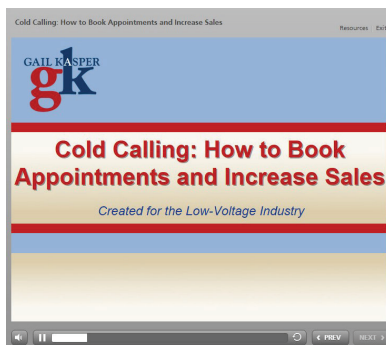 Cold Calling: How to Book Appointments and Increase Sales
Resources Exit
GAIL KASPER
gk
Cold Calling: How to Book
Appointments and Increase Sales
Created for the Low-Voltage Industry
< PREV NEXT >